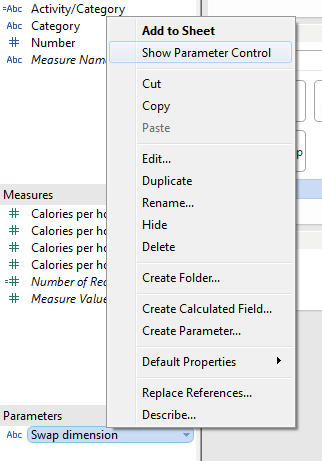 Activity/Category
Abc Category
Number
Abc Measure Nam
Measures
Calories per ho
Calories per ho
Calories per ho
Calories per ho
Number of Rec
Measure Value
Parameters
Abc Swap dimension
Add to Sheet
Show Parameter Control
Cut
Copy
Paste
Edit...
Duplicate
Rename...
Hide
Delete
Create Folder...
Create Calculated Field...
Create Parameter...
Default Properties
Replace References...
Describe...
p